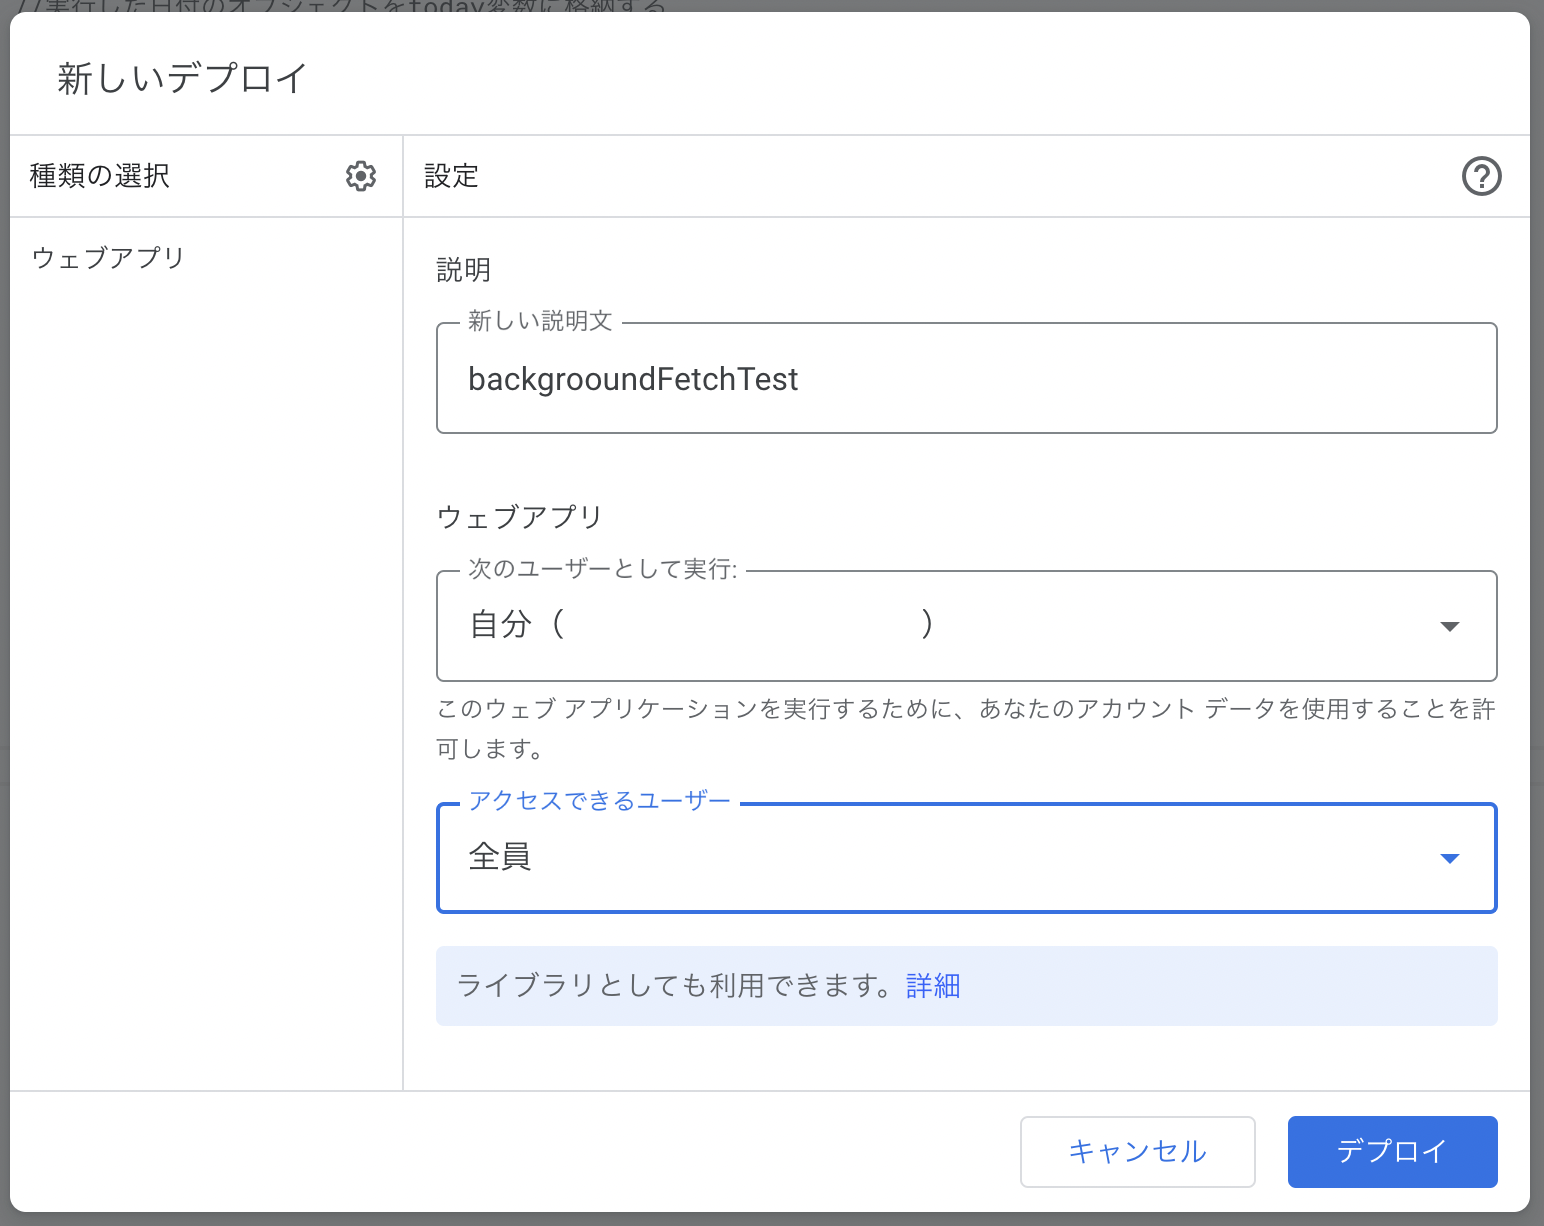 //実行した日付のオブジェクトをtoday変数に格納する
新しいデプロイ
種類の選択
設定
ウェブアプリ
説明
新しい説明文
backgrooundFetchTest
ウェブアプリ
次のユーザーとして実行:
自分（ ）
このウェブ アプリケーションを実行するために、あなたのアカウント データを使用することを許
可します。
アクセスできるユーザー
全員
ライブラリとしても利用できます。詳細
キャンセル
デプロイ